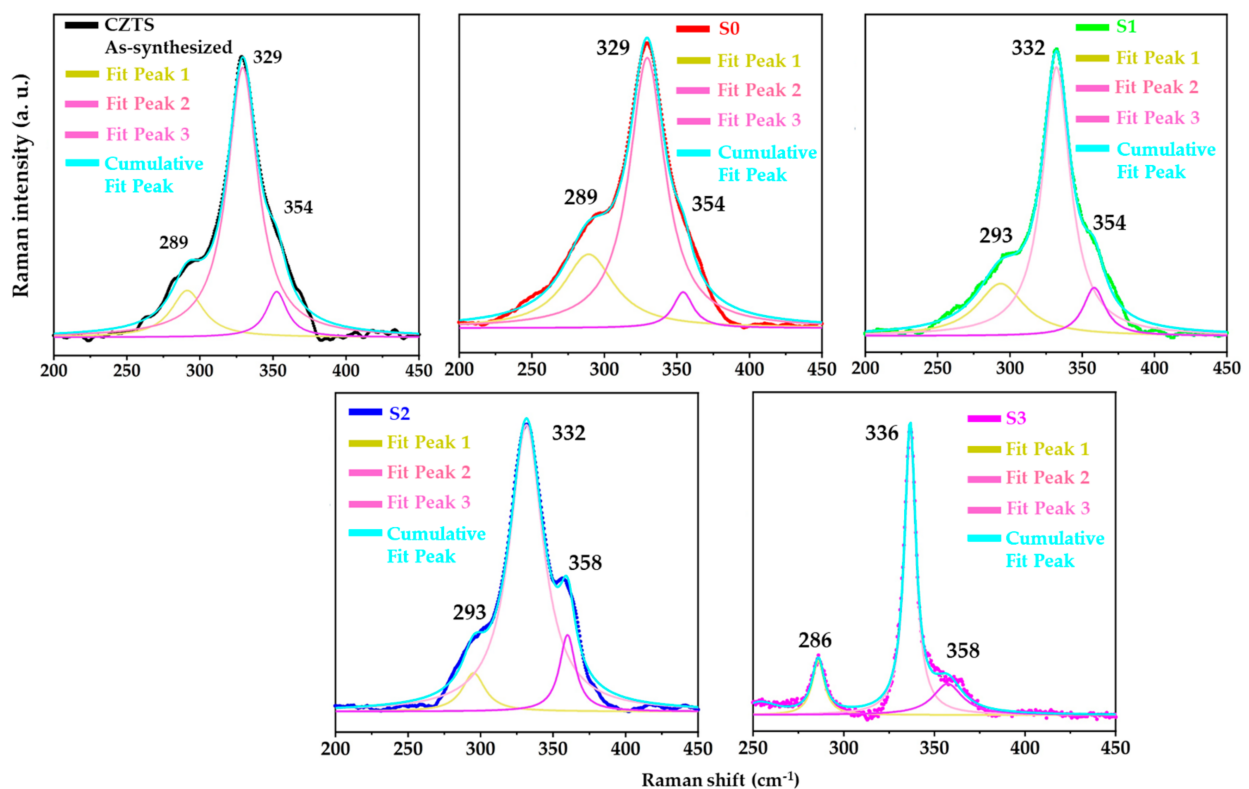 Raman intensity (a. u.)
CZTS
As-synthesized
Fit Peak 1
Fit Peak 2
Fit Peak 3
Cumulative
Fit Peak
329
289
354
200 250 300 350 400 450
S0
Fit Peak 1
Fit Peak 2
Fit Peak 3
Cumulative
Fit Peak
329
289
354
200 250 300 350 400 450
S1
Fit Peak 1
Fit Peak 2
Fit Peak 3
Cumulative
Fit Peak
332
293
354
200 250 300 350 400 450
S2
Fit Peak 1
Fit Peak 2
Fit Peak 3
Cumulative
Fit Peak
332
293
358
200 250 300 350 400 450
S3
Fit Peak 1
Fit Peak 2
Fit Peak 3
Cumulative
Fit Peak
336
286
358
250 300 350 400 450
Raman shift (cm⁻¹)